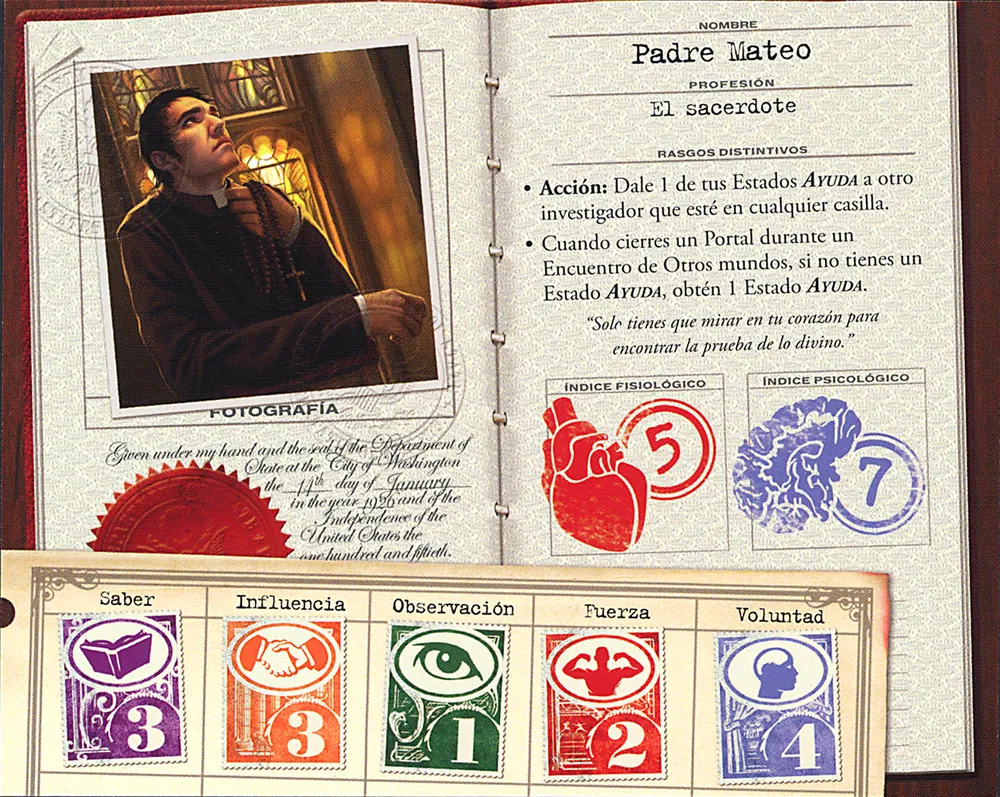 FOTOGRAFÍA
Given under my hand and the seal of the Department of
State at the City of Washington
the 14th day of January
in the year 1926 and of the
Independence of the
United States the
one hundred and fiftieth.
NOMBRE
Padre Mateo
PROFESIÓN
El sacerdote
RASGOS DISTINTIVOS
• Acción: Dale 1 de tus Estados AYUDA a otro
investigador que esté en cualquier casilla.
• Cuando cierres un Portal durante un
Encuentro de Otros mundos, si no tienes un
Estado AYUDA, obtén 1 Estado AYUDA.
“Solo tienes que mirar en tu corazón para
encontrar la prueba de lo divino.”
ÍNDICE FISIOLÓGICO
5
ÍNDICE PSICOLÓGICO
7
Saber
Influencia
Observación
Fuerza
Voluntad
3
3
1
2
4